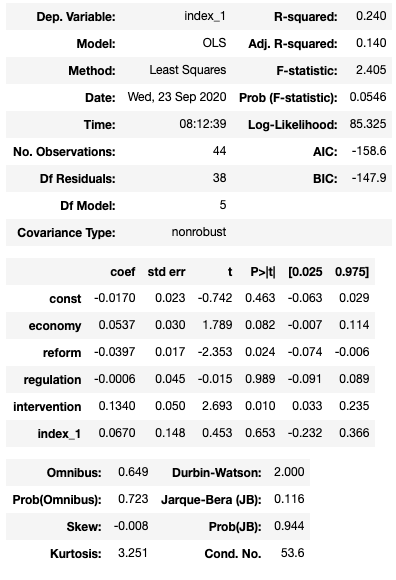 Dep. Variable: index_1 R-squared: 0.240
Model: OLS Adj. R-squared: 0.140
Method: Least Squares F-statistic: 2.405
Date: Wed, 23 Sep 2020 Prob (F-statistic): 0.0546
Time: 08:12:39 Log-Likelihood: 85.325
No. Observations: 44 AIC: -158.6
Df Residuals: 38 BIC: -147.9
Df Model: 5
Covariance Type: nonrobust
coef std err t P>|t| [0.025 0.975]
const -0.0170 0.023 -0.742 0.463 -0.063 0.029
economy 0.0537 0.030 1.789 0.082 -0.007 0.114
reform -0.0397 0.017 -2.353 0.024 -0.074 -0.006
regulation -0.0006 0.045 -0.015 0.989 -0.091 0.089
intervention 0.1340 0.050 2.693 0.010 0.033 0.235
index_1 0.0670 0.148 0.453 0.653 -0.232 0.366
Omnibus: 0.649 Durbin-Watson: 2.000
Prob(Omnibus): 0.723 Jarque-Bera (JB): 0.116
Skew: -0.008 Prob(JB): 0.944
Kurtosis: 3.251 Cond. No. 53.6